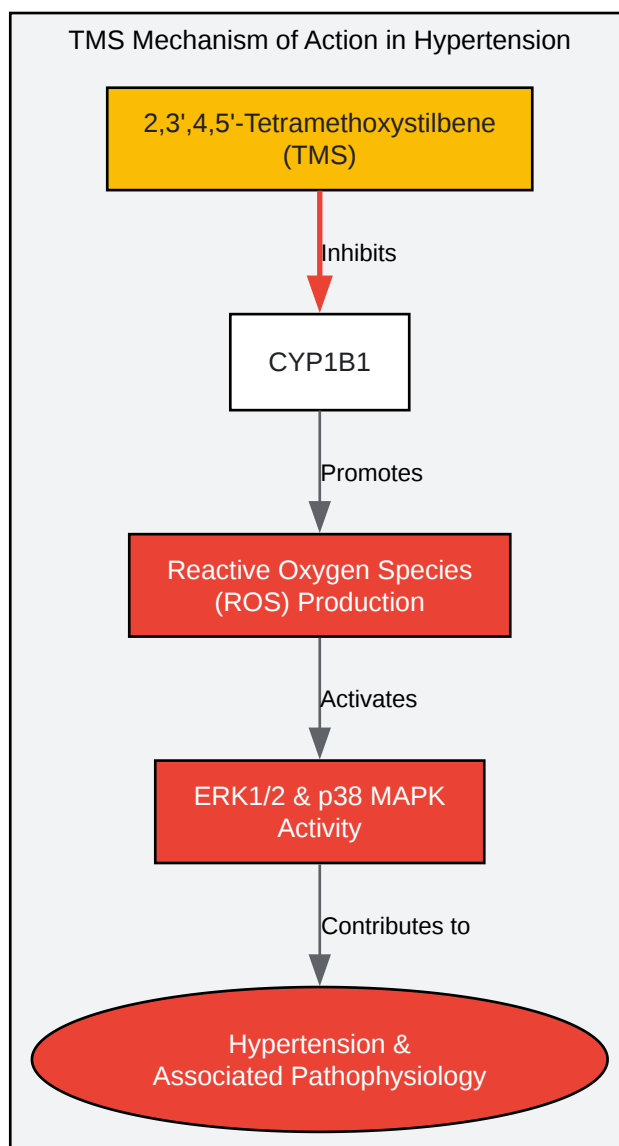 TMS Mechanism of Action in Hypertension
2,3',4,5'-Tetramethoxystilbene
(TMS)
Inhibits
CYP1B1
Promotes
Reactive Oxygen Species
(ROS) Production
Activates
ERK1/2 & p38 MAPK
Activity
Contributes to
Hypertension &
Associated Pathophysiology